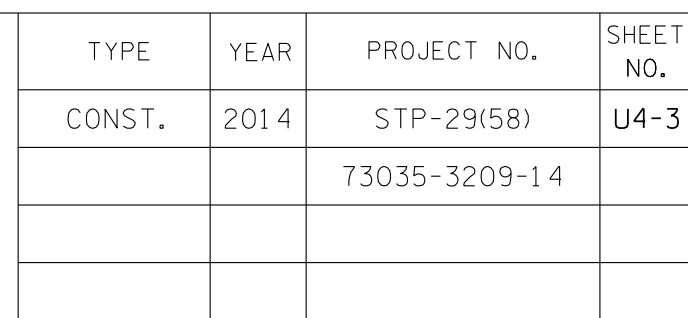 TYPE YEAR PROJECT NO. SHEET NO.
CONST. 2014 STP-29(58) U4-3
73035-3209-14